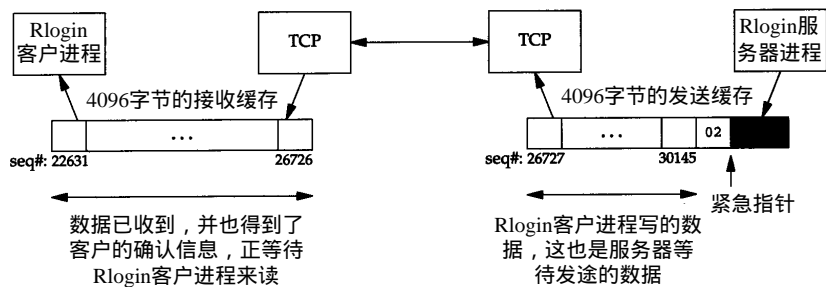 Rlogin
客户进程
TCP
TCP
Rlogin服
务器进程
4096字节的接收缓存
4096字节的发送缓存
...
...
02
seq#: 22631
26726
seq#: 26727
30145
紧急指针
数据已收到，并也得到了
客户的确认信息，正等待
Rlogin客户进程来读
Rlogin客户进程写的数
据，这也是服务器等
待发途的数据